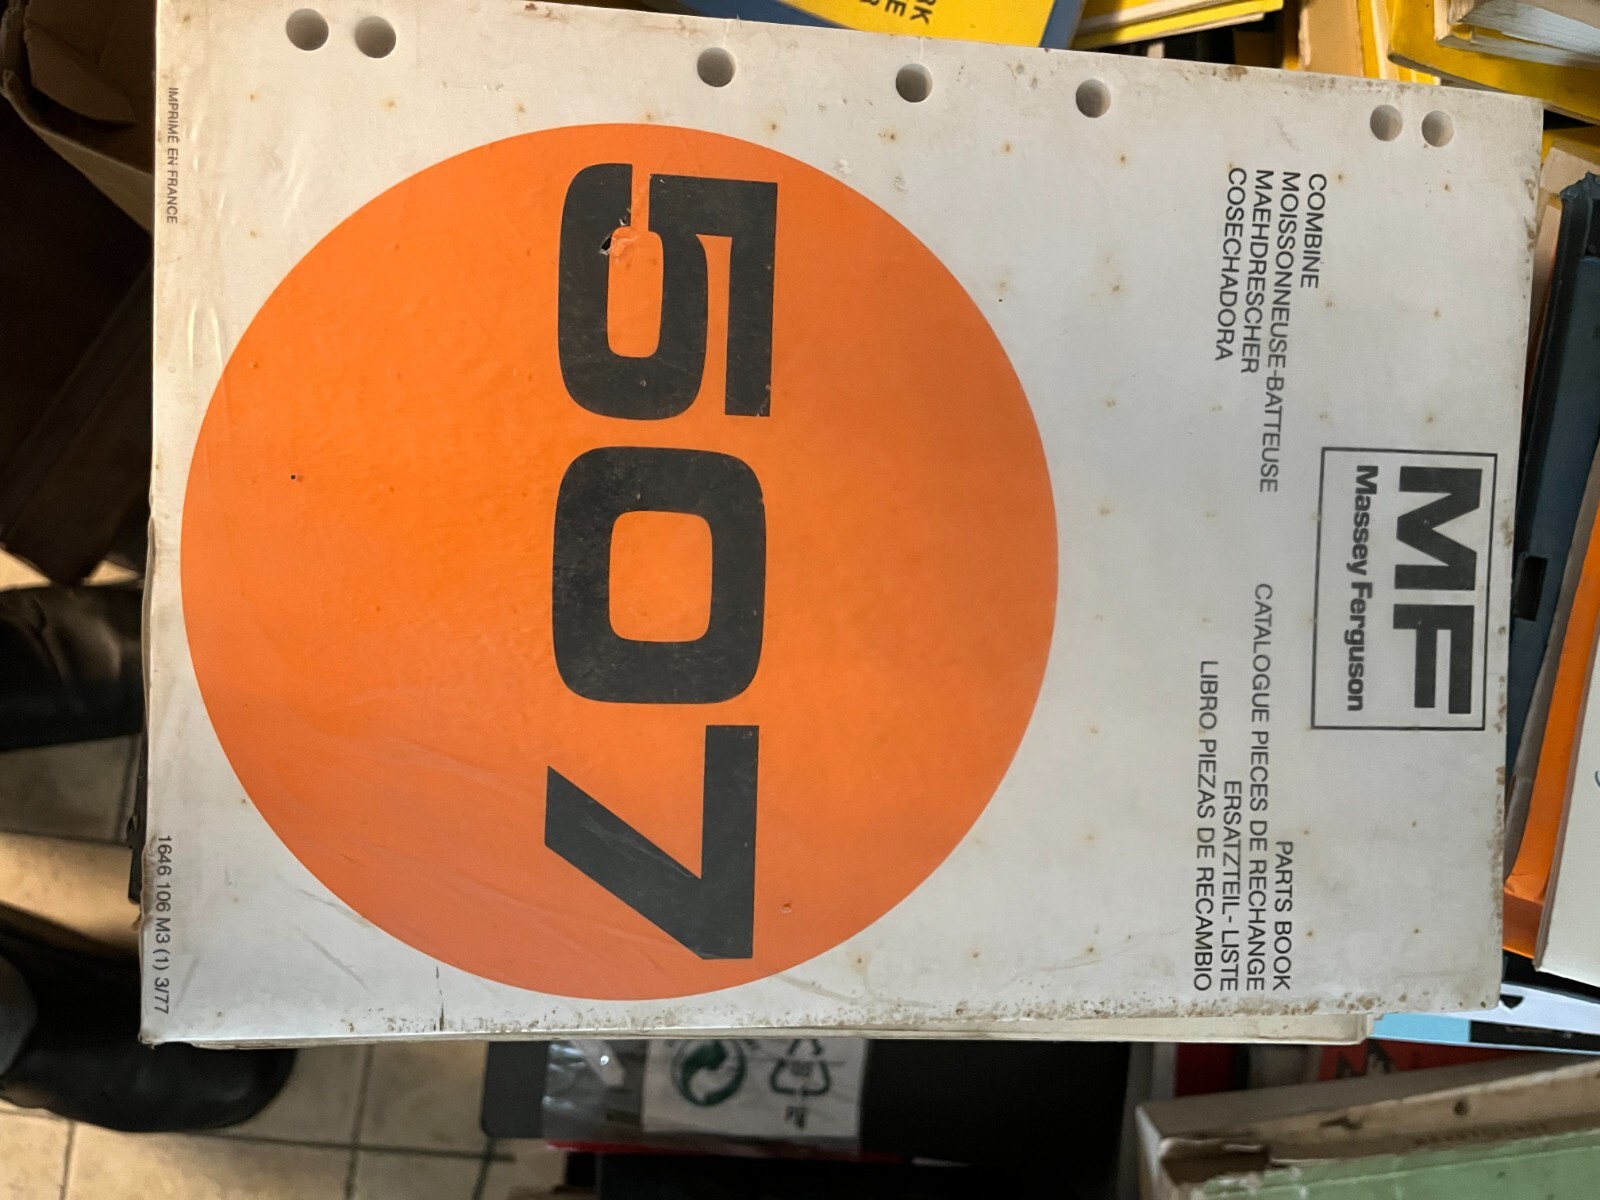 MF
Massey Ferguson
COMBINE
MOISSONNEUSE-BATTEUSE
MAEHDRESCHER
COSECHADORA
PARTS BOOK
CATALOGUE PIECES DE RECHANGE
ERSATZTEIL-LISTE
LIBRO PIEZAS DE RECAMBIO
507
IMPRIMÉ EN FRANCE
1646 106 M3 (1) 3/77